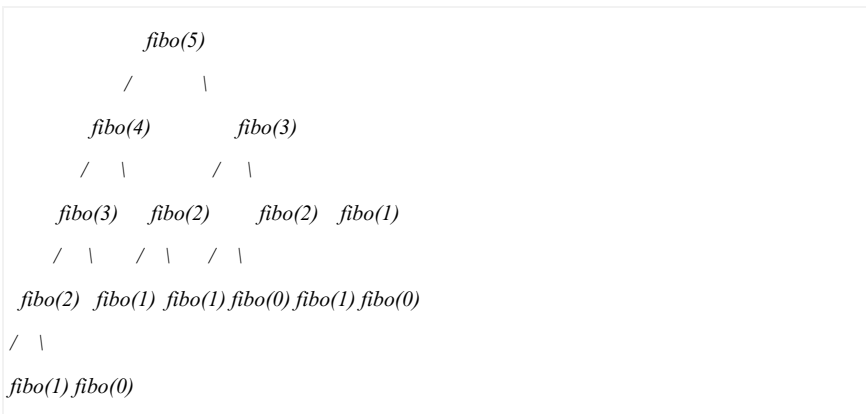 fibo(5)
/ \
fibo(4) fibo(3)
/ \ / \
fibo(3) fibo(2) fibo(2) fibo(1)
/ \ / \ / \
fibo(2) fibo(1) fibo(1) fibo(0) fibo(1) fibo(0)
/ \
fibo(1) fibo(0)